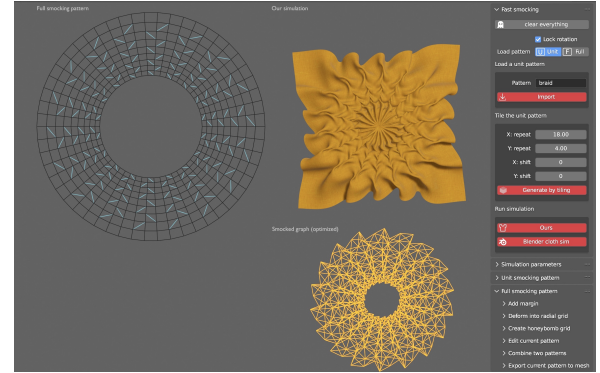 Full smocking pattern
Our simulation
Smocked graph (optimized)
Fast smocking
clear everything
Lock rotation
Load pattern U Unit F Full
Load a unit pattern
Pattern braid
Import
Tile the unit pattern
X: repeat 18.00
Y: repeat 4.00
X: shift 0
Y: shift 0
Generate by tiling
Run simulation
Ours
Blender cloth sim
Simulation parameters
Unit smocking pattern
Full smocking pattern
Add margin
Deform into radial grid
Create honeybomb grid
Edit current pattern
Combine two patterns
Export current pattern to mesh